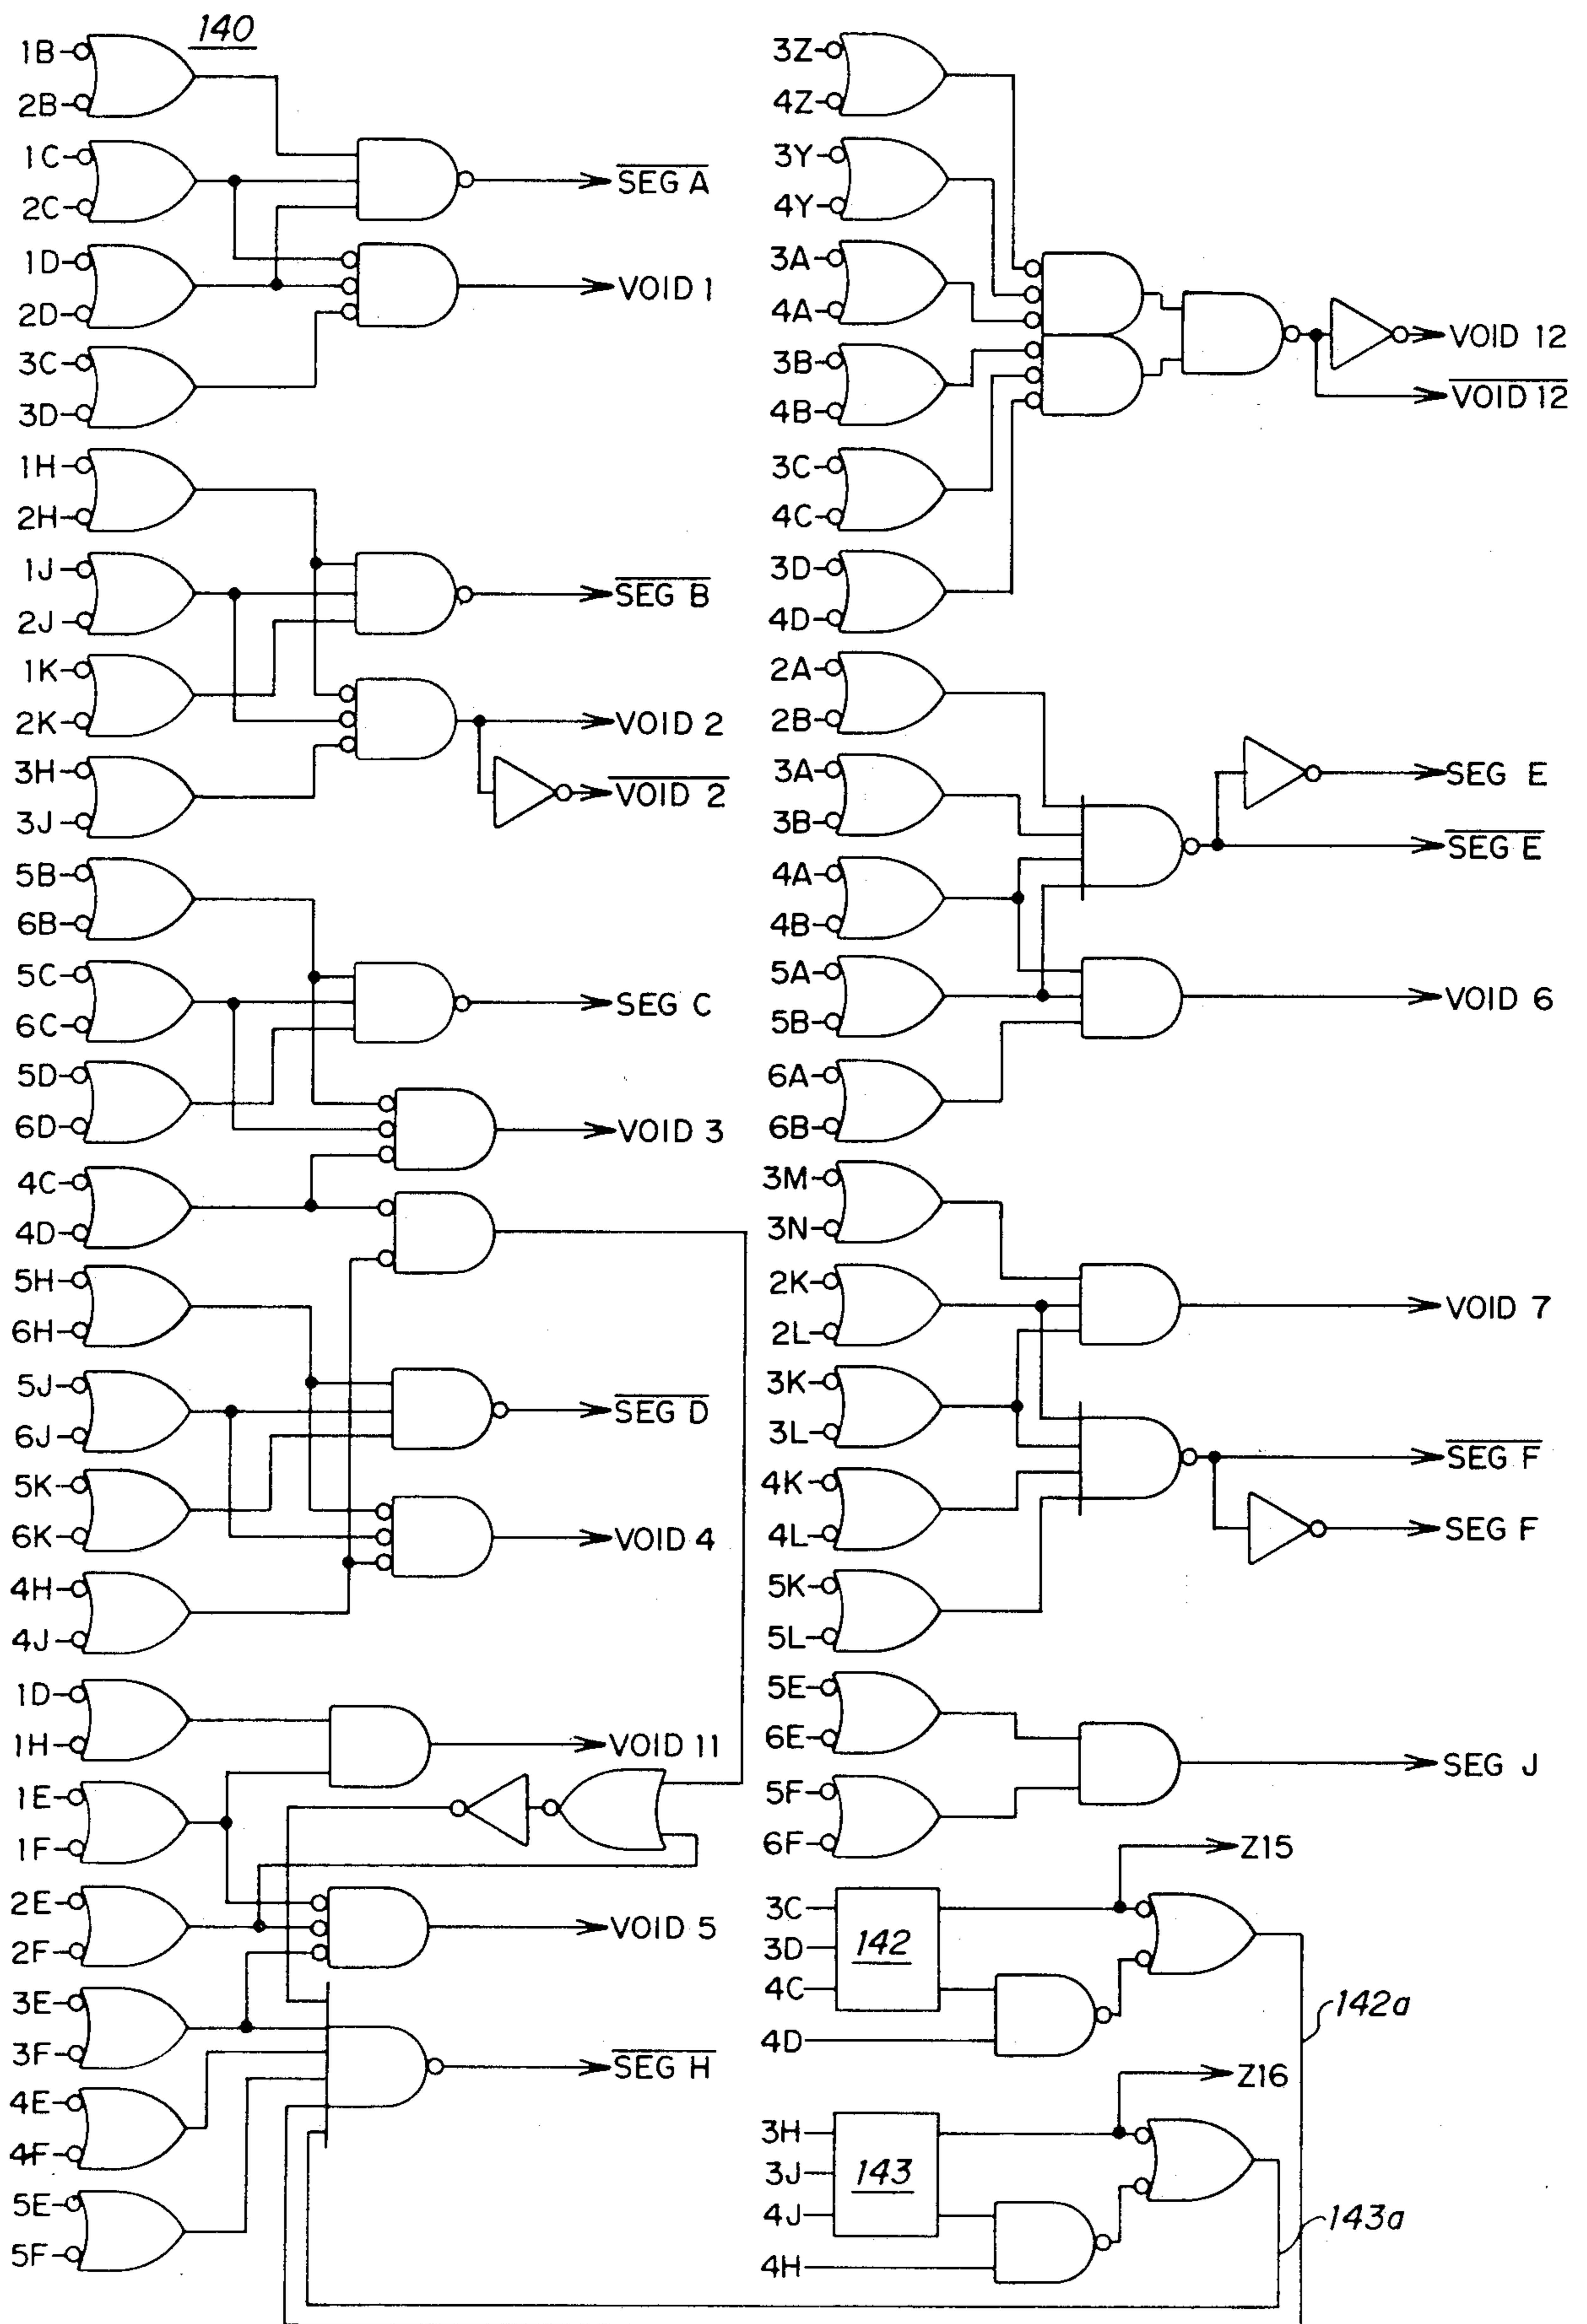 140
1B
2B
1C
2C
SEG A
1D
2D
VOID 1
3C
3D
1H
2H
1J
2J
SEG B
1K
2K
VOID 2
3H
3J
VOID 2
5B
6B
5C
6C
SEG C
5D
6D
VOID 3
4C
4D
5H
6H
5J
6J
SEG D
5K
6K
VOID 4
4H
4J
1D
1H
VOID 11
1E
1F
2E
2F
VOID 5
3E
3F
SEG H
4E
4F
5E
5F
3Z
4Z
3Y
4Y
3A
4A
VOID 12
3B
4B
VOID 12
3C
4C
3D
4D
2A
2B
SEG E
3A
3B
SEG E
4A
4B
5A
5B
VOID 6
6A
6B
3M
3N
2K
2L
VOID 7
3K
3L
SEG F
4K
4L
SEG F
5K
5L
5E
6E
SEG J
5F
6F
Z15
3C
3D
142
4C
4D
142a
Z16
3H
3J
143
4J
4H
143a